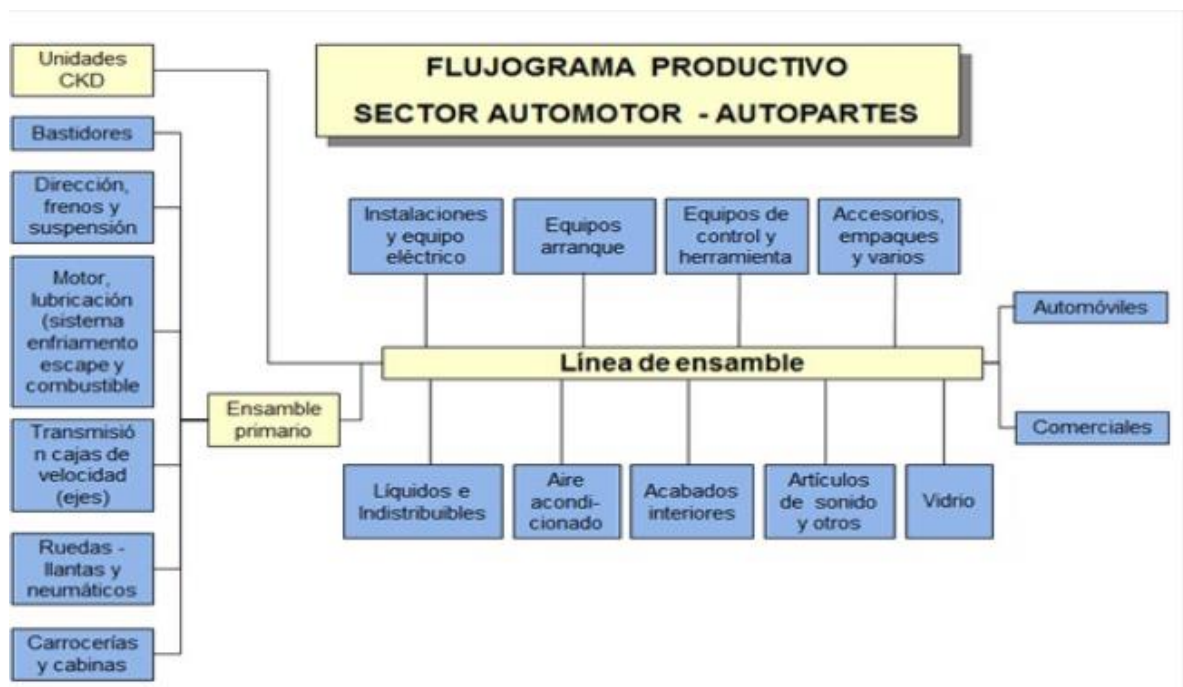 Unidades
CKD
FLUJOGRAMA PRODUCTIVO
SECTOR AUTOMOTOR - AUTOPARTES
Bastidores
Dirección,
frenos y
suspensión
Motor,
lubricación
(sistema
enfriamento
escape y
combustible
Transmisió
n cajas de
velocidad
(ejes)
Ruedas -
llantas y
neumáticos
Carrocerías
y cabinas
Ensamble
primario
Instalaciones
y equipo
eléctrico
Equipos
arranque
Equipos de
control y
herramienta
Accesorios,
empaques
y varios
Línea de ensamble
Líquidos e
Indistribuibles
Aire
acondi-
cionado
Acabados
interiores
Artículos
de sonido
y otros
Vidrio
Automóviles
Comerciales